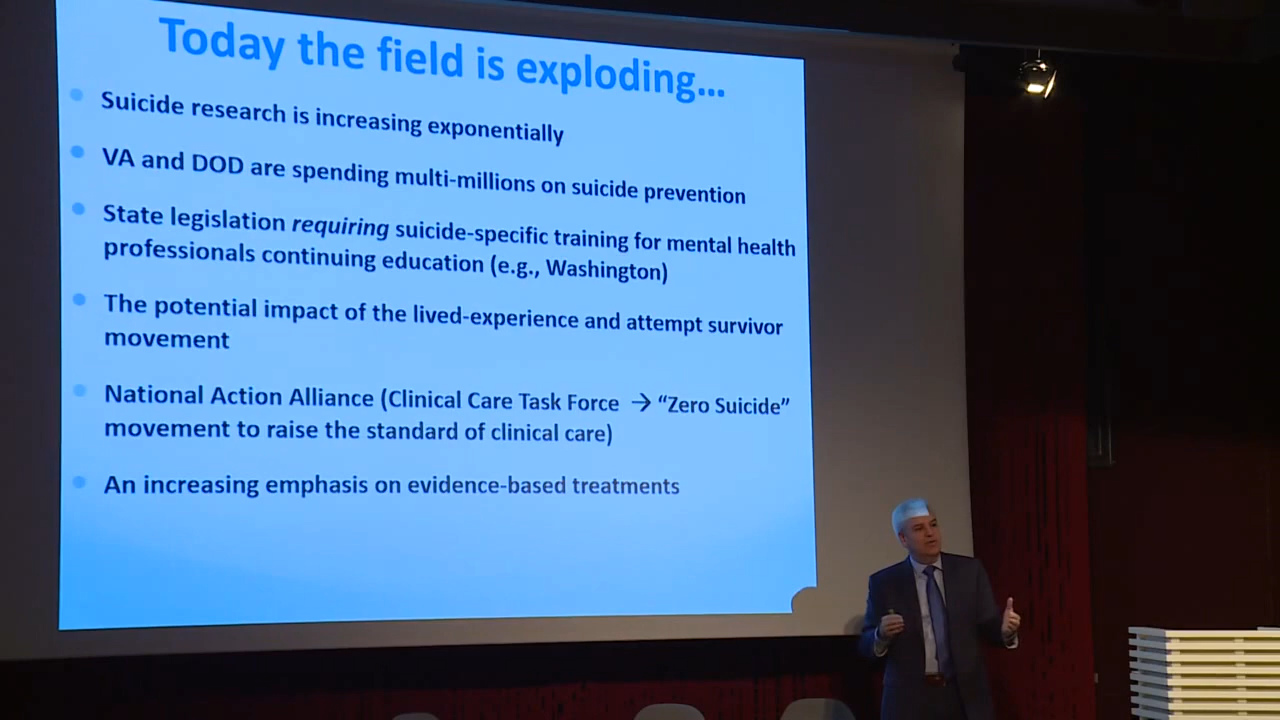 Today the field is exploding...
Suicide research is increasing exponentially
VA and DOD are spending multi-millions on suicide prevention
State legislation requiring suicide-specific training for mental health
professionals continuing education (e.g., Washington)
The potential impact of the lived-experience and attempt survivor
movement
National Action Alliance (Clinical Care Task Force → “Zero Suicide”
movement to raise the standard of clinical care)
An increasing emphasis on evidence-based treatments